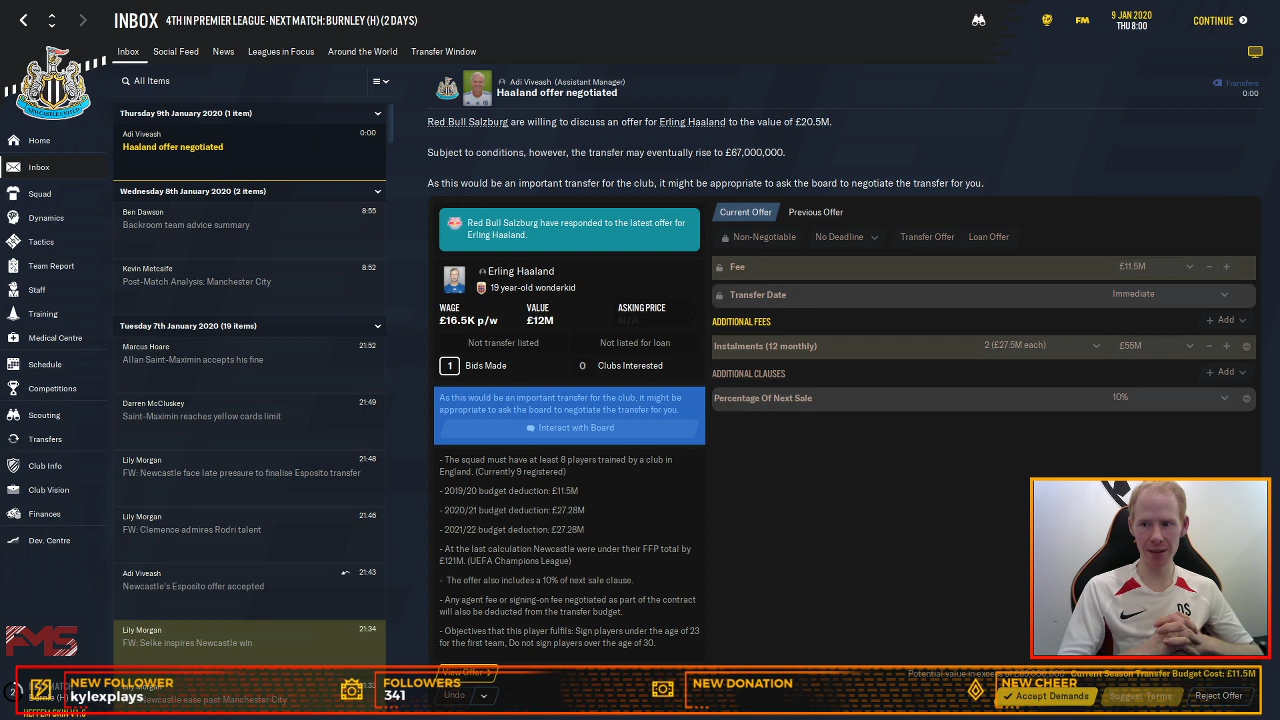 INBOX
4TH IN PREMIER LEAGUE - NEXT MATCH: BURNLEY (H) (2 DAYS)
FM
9 JAN 2020
THU 8:00
CONTINUE
Inbox
Social Feed
News
Leagues in Focus
Around the World
Transfer Window
NEWCASTLE UNITED
Home
Inbox
Squad
Dynamics
Tactics
Team Report
Staff
Training
Medical Centre
Schedule
Competitions
Scouting
Transfers
Club Info
Club Vision
Finances
Dev. Centre
FMS
All Items
Thursday 9th January 2020 (1 item)
Adi Viveash 0:00
Haaland offer negotiated
Wednesday 8th January 2020 (2 items)
Ben Dawson 8:55
Backroom team advice summary
Kevin Metcalfe 8:52
Post-Match Analysis: Manchester City
Tuesday 7th January 2020 (19 items)
Marcus Hoare 21:52
Allan Saint-Maximin accepts his fine
Darren McCluskey 21:49
Saint-Maximin reaches yellow cards limit
Lily Morgan 21:48
FW: Newcastle face late pressure to finalise Esposito transfer
Lily Morgan 21:46
FW: Clemence admires Rodri talent
Adi Viveash 21:43
Newcastle's Esposito offer accepted
Lily Morgan 21:34
FW: Selke inspires Newcastle win
Newcastle ease past Manchester City
Adi Viveash (Assistant Manager)
Haaland offer negotiated
Transfers
0:00
Red Bull Salzburg are willing to discuss an offer for Erling Haaland to the value of £20.5M.
Subject to conditions, however, the transfer may eventually rise to £67,000,000.
As this would be an important transfer for the club, it might be appropriate to ask the board to negotiate the transfer for you.
Red Bull Salzburg have responded to the latest offer for
Erling Haaland.
Erling Haaland
19 year-old wonderkid
WAGE VALUE ASKING PRICE
£16.5K p/w £12M N/A
Not transfer listed Not listed for loan
1 Bids Made 0 Clubs Interested
As this would be an important transfer for the club, it might be
appropriate to ask the board to negotiate the transfer for you.
Interact with Board
- The squad must have at least 8 players trained by a club in
England. (Currently 9 registered)
- 2019/20 budget deduction: £11.5M
- 2020/21 budget deduction: £27.28M
- 2021/22 budget deduction: £27.28M
- At the last calculation Newcastle were under their FFP total by
£121M. (UEFA Champions League)
- The offer also includes a 10% of next sale clause.
- Any agent fee or signing-on fee negotiated as part of the contract
will also be deducted from the transfer budget.
- Objectives that this player fulfils: Sign players under the age of 23
for the first team, Do not sign players over the age of 30.
View Offer
Undo
Current Offer Previous Offer
Non-Negotiable No Deadline Transfer Offer Loan Offer
Fee £11.5M
Transfer Date Immediate
ADDITIONAL FEES Add
Instalments (12 monthly) 2 (£27.5M each) £55M
ADDITIONAL CLAUSES Add
Percentage Of Next Sale 10%
DS
Current Season Transfer Budget Cost: £11.5M
Accept Demands Suggest Terms Reject Offer
NEW FOLLOWER
kylexplays
FOLLOWERS
341
NEW DONATION
NEW CHEER